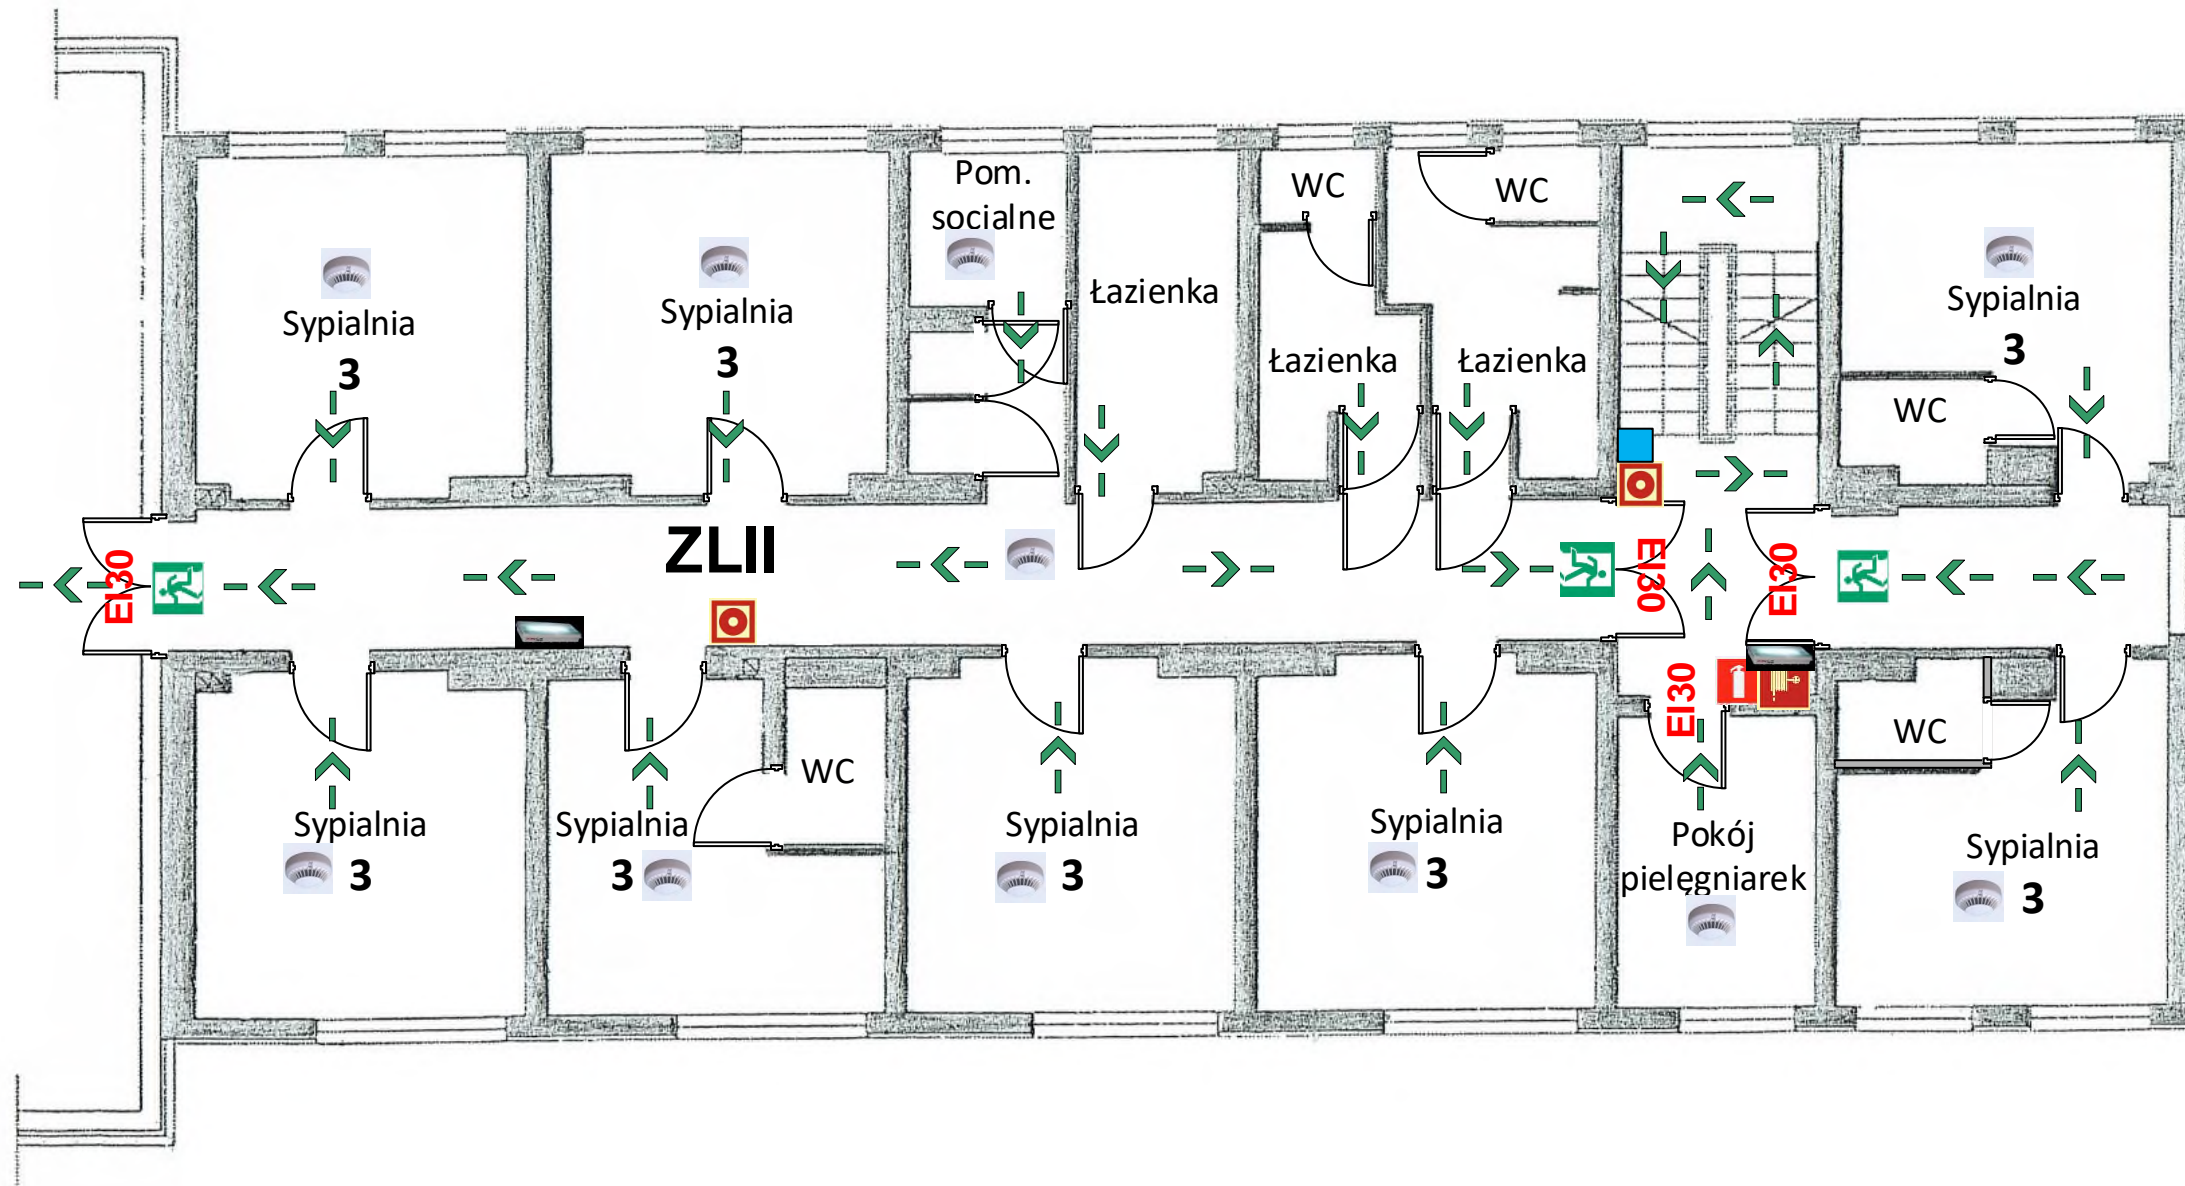 Pom.
socialne
WC
WC
Łazienka
Sypialnia
3
Sypialnia
3
Sypialnia
3
Łazienka
Łazienka
WC
ZLII
EI30
EI30
EI30
EI30
WC
WC
Sypialnia
3
Sypialnia
3
Sypialnia
3
Sypialnia
3
Pokój
pielęgniarek
Sypialnia
3